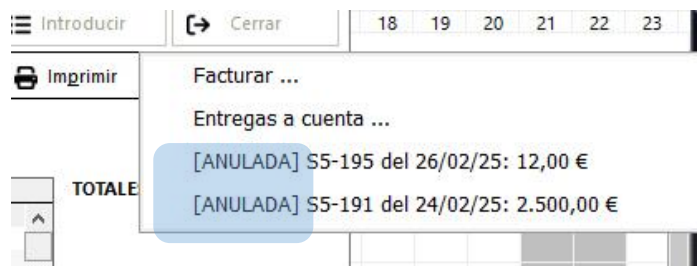 Introducir
Cerrar
18 19 20 21 22 23
Imprimir
Facturar ...
Entregas a cuenta ...
[ANULADA] S5-195 del 26/02/25: 12,00 €
[ANULADA] S5-191 del 24/02/25: 2.500,00 €
TOTALE